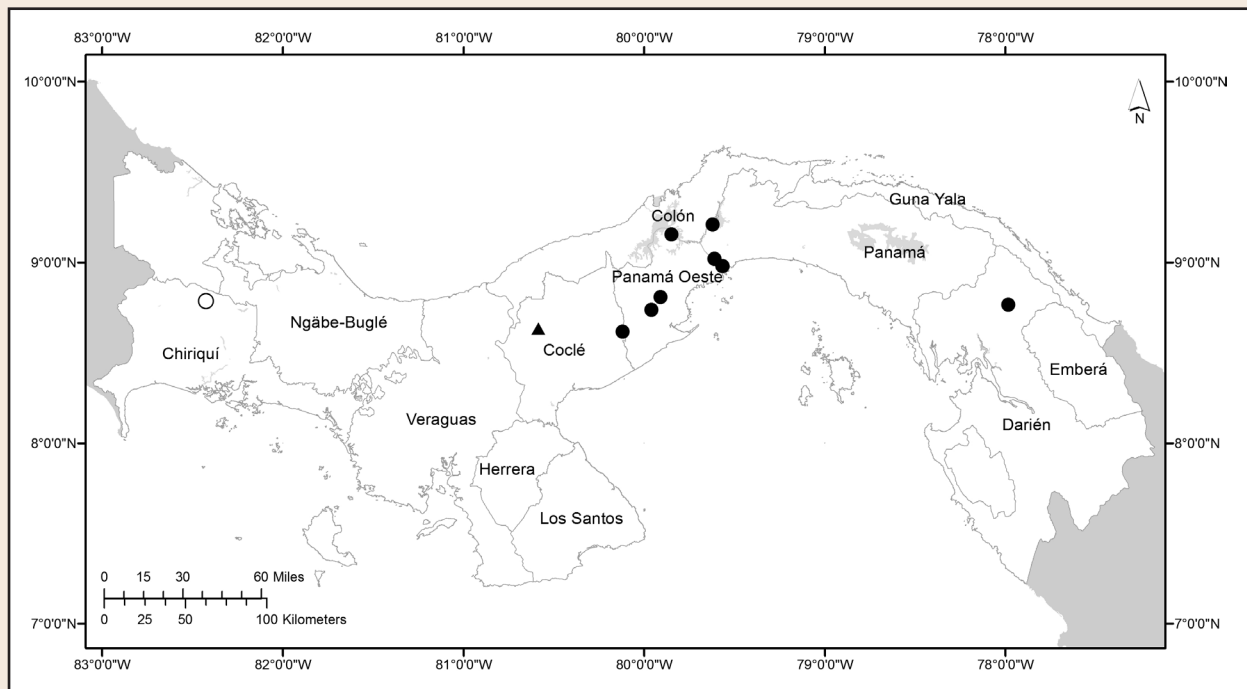 83°0'0"W 82°0'0"W 81°0'0"W 80°0'0"W 79°0'0"W 78°0'0"W
10°0'0"N 10°0'0"N
N
Guna Yala
Colón
Panamá
9°0'0"N 9°0'0"N
Panamá Oeste
Ngäbe-Buglé
Chiriquí Coclé
Emberá
Veraguas Darién
8°0'0"N 8°0'0"N
Herrera
Los Santos
0 15 30 60 Miles
0 25 50 100 Kilometers
7°0'0"N 7°0'0"N
83°0'0"W 82°0'0"W 81°0'0"W 80°0'0"W 79°0'0"W 78°0'0"W